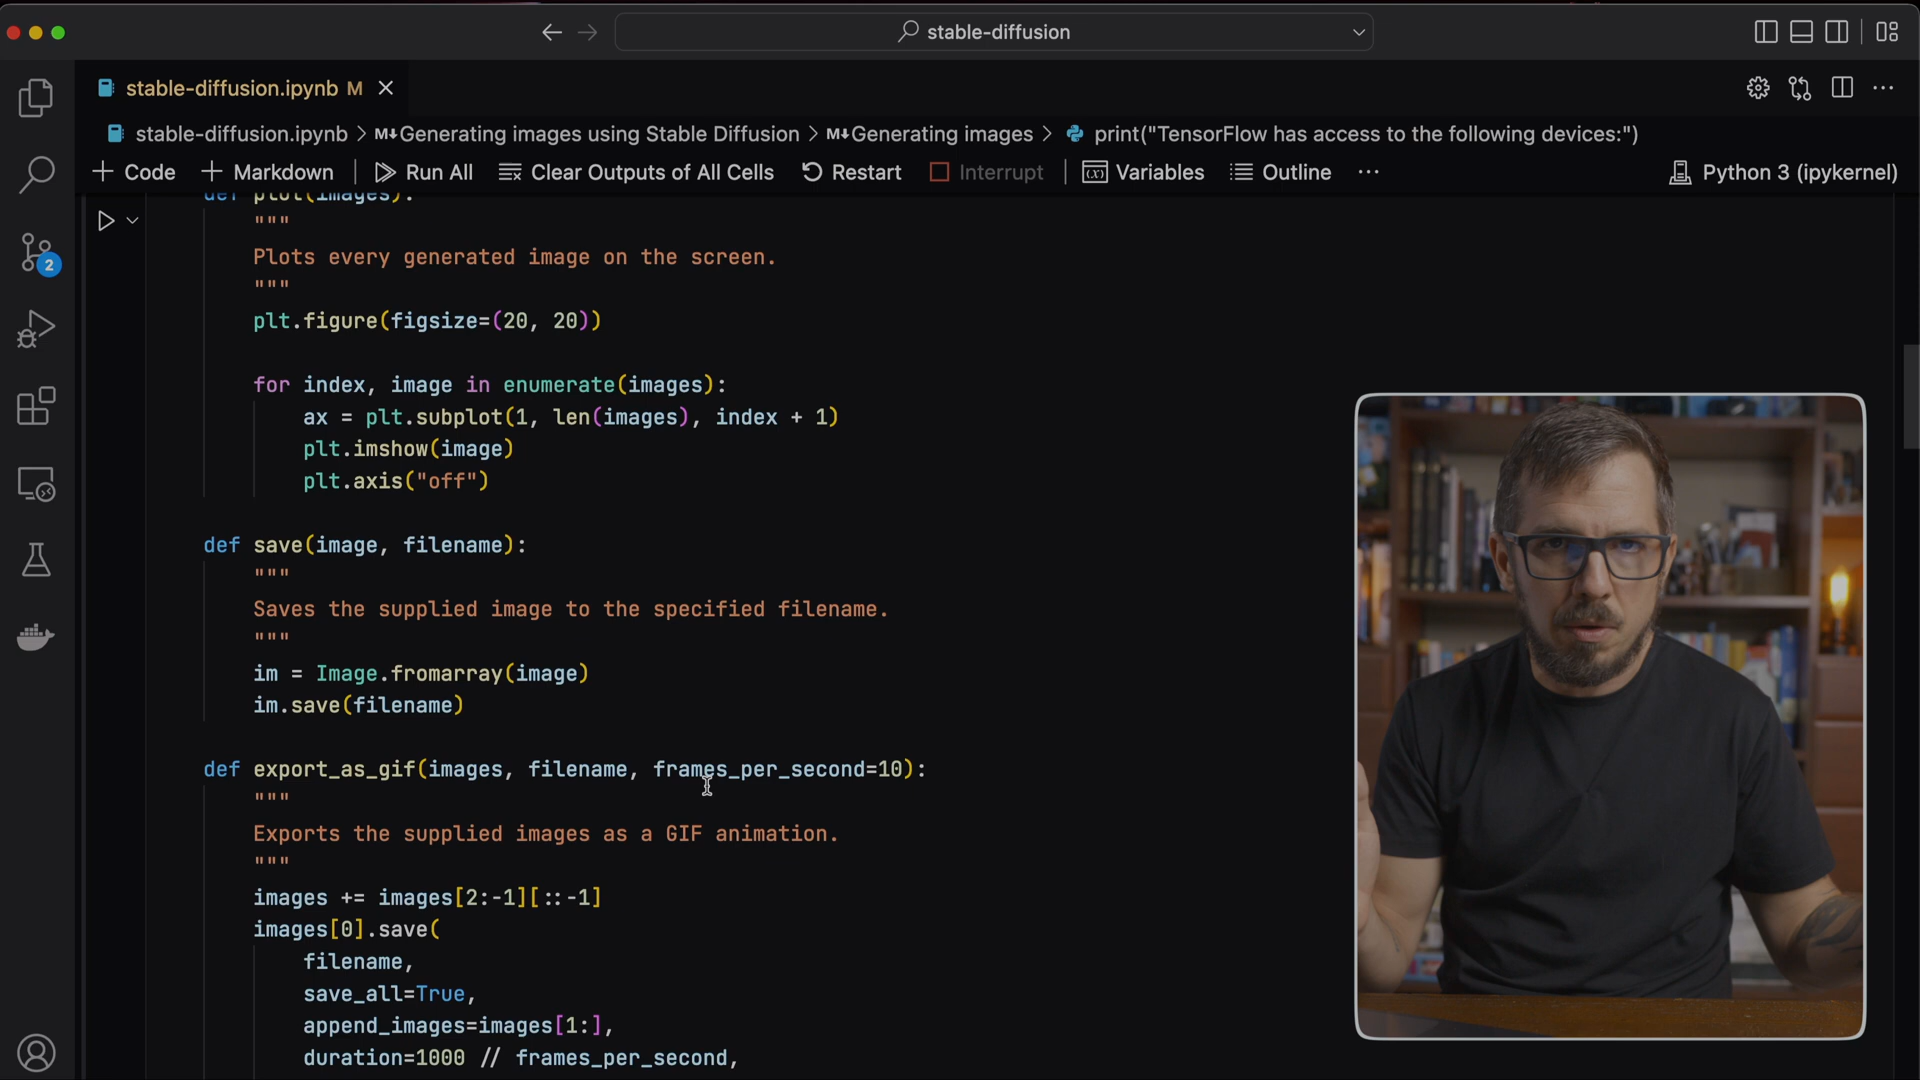 stable-diffusion
stable-diffusion.ipynb M
stable-diffusion.ipynb > M↓Generating images using Stable Diffusion > M↓Generating images > print("TensorFlow has access to the following devices:")
+ Code + Markdown | Run All Clear Outputs of All Cells Restart Interrupt | Variables Outline ... Python 3 (ipykernel)
def plot(images):
"""
Plots every generated image on the screen.
"""
plt.figure(figsize=(20, 20))
for index, image in enumerate(images):
ax = plt.subplot(1, len(images), index + 1)
plt.imshow(image)
plt.axis("off")
def save(image, filename):
"""
Saves the supplied image to the specified filename.
"""
im = Image.fromarray(image)
im.save(filename)
def export_as_gif(images, filename, frames_per_second=10):
"""
Exports the supplied images as a GIF animation.
"""
images += images[2:-1][::-1]
images[0].save(
filename,
save_all=True,
append_images=images[1:],
duration=1000 // frames_per_second,
2